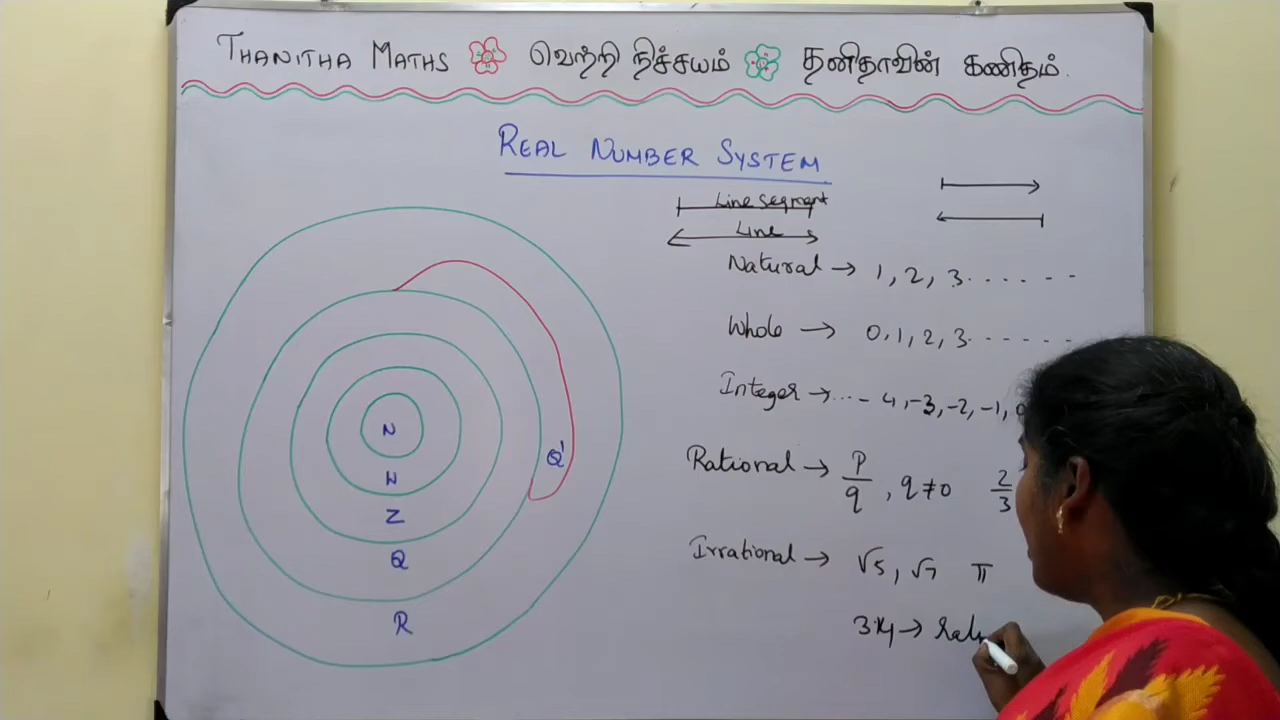 THANITHA MATHS வெற்றி நிச்சயம் தனிதாவின் கணிதம்.
REAL NUMBER SYSTEM
Line segment
Line
Natural → 1, 2, 3 . . . . . .
Whole → 0, 1, 2, 3 . . . . . .
Integer → ... - 4, -3, -2, -1, 0
Rational → p/q , q ≠ 0 2/3
Irrational → √5, √7 π
3.14 →
N
Z
Q
Q'
R